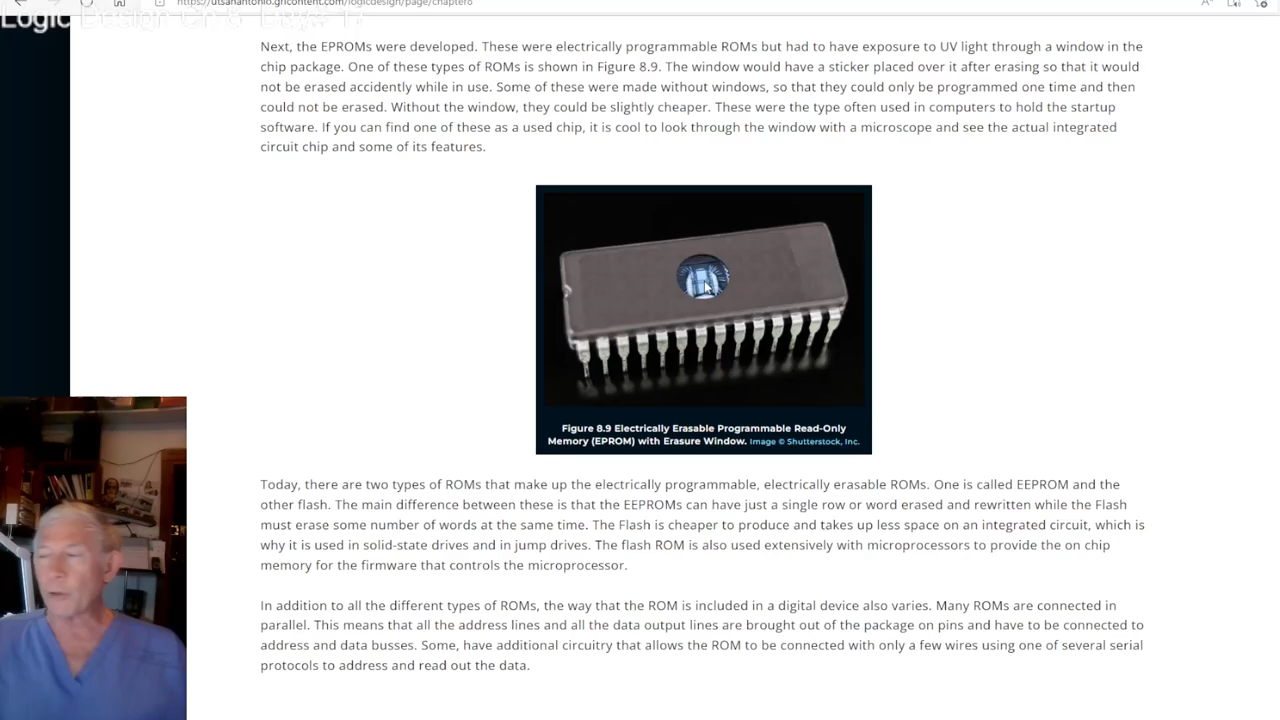 https://utsanantonio.gricontent.com/logicdesign/page/chapter8
Logic Design Ch 8
Next, the EPROMs were developed. These were electrically programmable ROMs but had to have exposure to UV light through a window in the
chip package. One of these types of ROMs is shown in Figure 8.9. The window would have a sticker placed over it after erasing so that it would
not be erased accidently while in use. Some of these were made without windows, so that they could only be programmed one time and then
could not be erased. Without the window, they could be slightly cheaper. These were the type often used in computers to hold the startup
software. If you can find one of these as a used chip, it is cool to look through the window with a microscope and see the actual integrated
circuit chip and some of its features.
Figure 8.9 Electrically Erasable Programmable Read-Only
Memory (EPROM) with Erasure Window. Image © Shutterstock, Inc.
Today, there are two types of ROMs that make up the electrically programmable, electrically erasable ROMs. One is called EEPROM and the
other flash. The main difference between these is that the EEPROMs can have just a single row or word erased and rewritten while the Flash
must erase some number of words at the same time. The Flash is cheaper to produce and takes up less space on an integrated circuit, which is
why it is used in solid-state drives and in jump drives. The flash ROM is also used extensively with microprocessors to provide the on chip
memory for the firmware that controls the microprocessor.
In addition to all the different types of ROMs, the way that the ROM is included in a digital device also varies. Many ROMs are connected in
parallel. This means that all the address lines and all the data output lines are brought out of the package on pins and have to be connected to
address and data busses. Some, have additional circuitry that allows the ROM to be connected with only a few wires using one of several serial
protocols to address and read out the data.